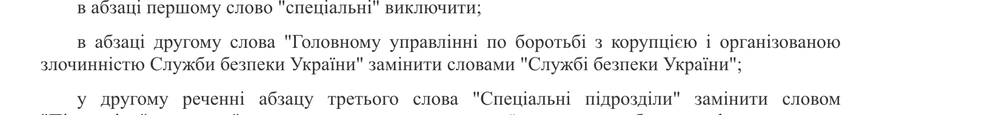 в абзаці першому слово "спеціальні" виключити;
в абзаці другому слова "Головному управлінні по боротьбі з корупцією і організованою
злочинністю Служби безпеки України" замінити словами "Службі безпеки України";
у другому реченні абзацу третього слова "Спеціальні підрозділи" замінити словом